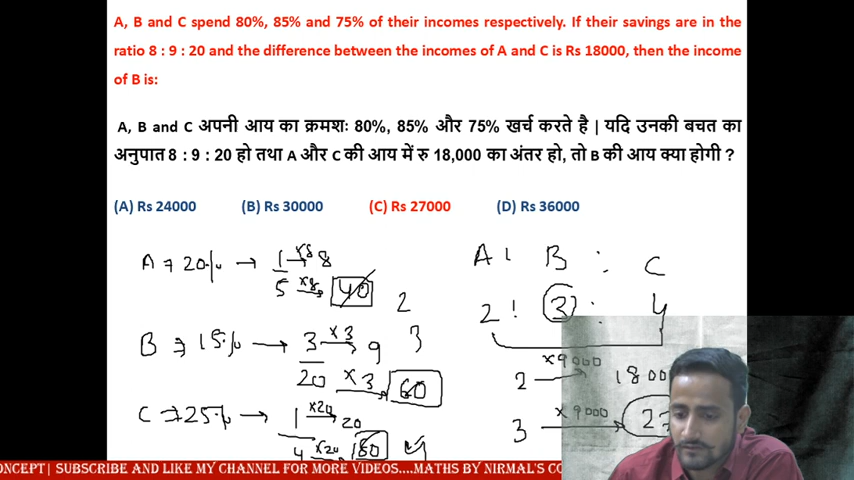 A, B and C spend 80%, 85% and 75% of their incomes respectively. If their savings are in the
ratio 8 : 9 : 20 and the difference between the incomes of A and C is Rs 18000, then the income
of B is:
A, B and C अपनी आय का क्रमशः 80%, 85% और 75% खर्च करते है | यदि उनकी बचत का
अनुपात 8 : 9 : 20 हो तथा A और C की आय में रु 18,000 का अंतर हो, तो B की आय क्या होगी ?
(A) Rs 24000 (B) Rs 30000 (C) Rs 27000 (D) Rs 36000
A → 20% → 1 ×8 8
5 ×8 40 2
B ⇒ 15% → 3 ×3 9 3
20 ×3 60
C ⇒ 25% → 1 ×20 20
4 ×20 80 4
A : B : C
2 : 3 : 4
2 ×9000 1800
3 ×9000 27
ONCEPT| SUBSCRIBE AND LIKE MY CHANNEL FOR MORE VIDEOS....MATHS BY NIRMAL'S CO